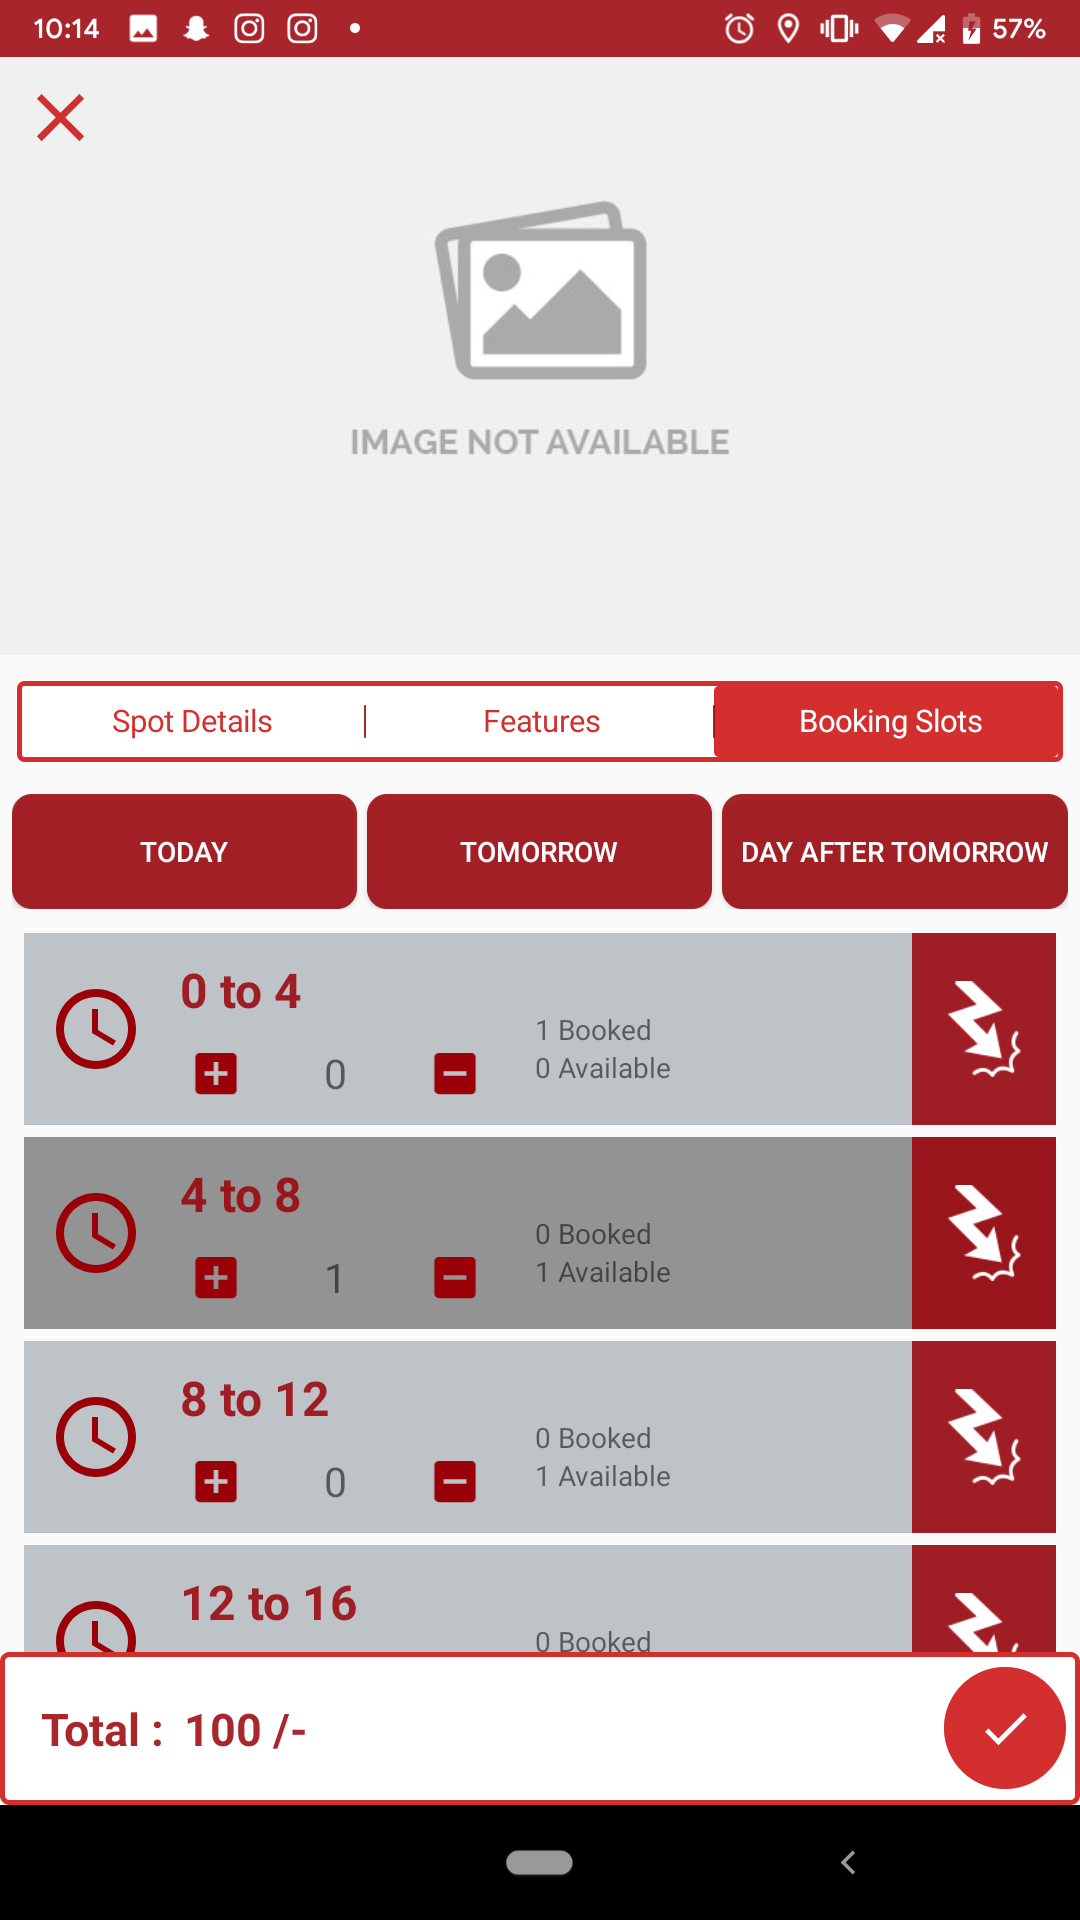 10:14
57%
IMAGE NOT AVAILABLE
Spot Details
Features
Booking Slots
TODAY
TOMORROW
DAY AFTER TOMORROW
0 to 4
0
1 Booked
0 Available
4 to 8
1
0 Booked
1 Available
8 to 12
0
0 Booked
1 Available
12 to 16
0 Booked
Total : 100 /-